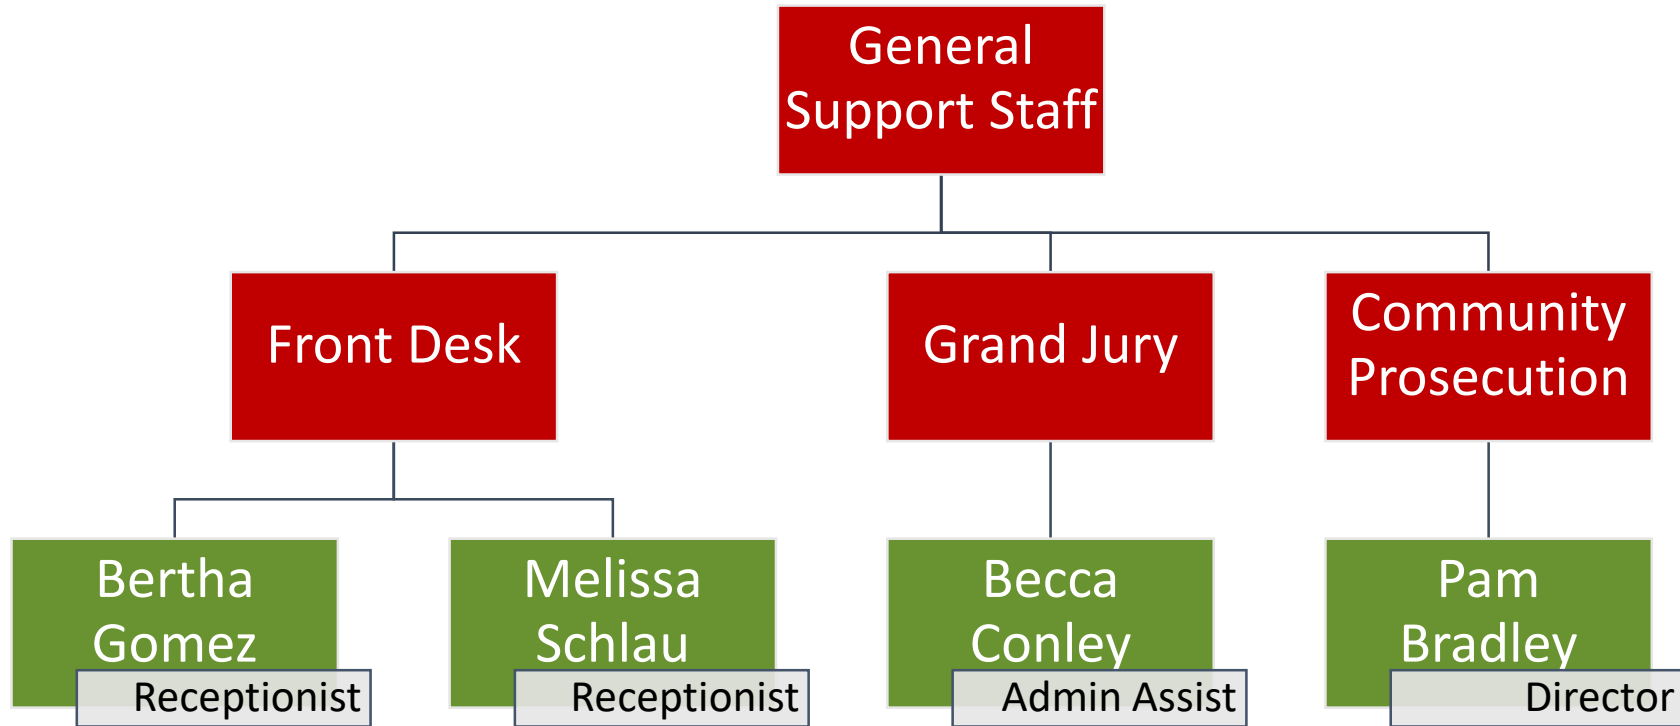 General
Support Staff
Front Desk
Grand Jury
Community
Prosecution
Bertha
Gomez
Receptionist
Melissa
Schlau
Receptionist
Becca
Conley
Admin Assist
Pam
Bradley
Director